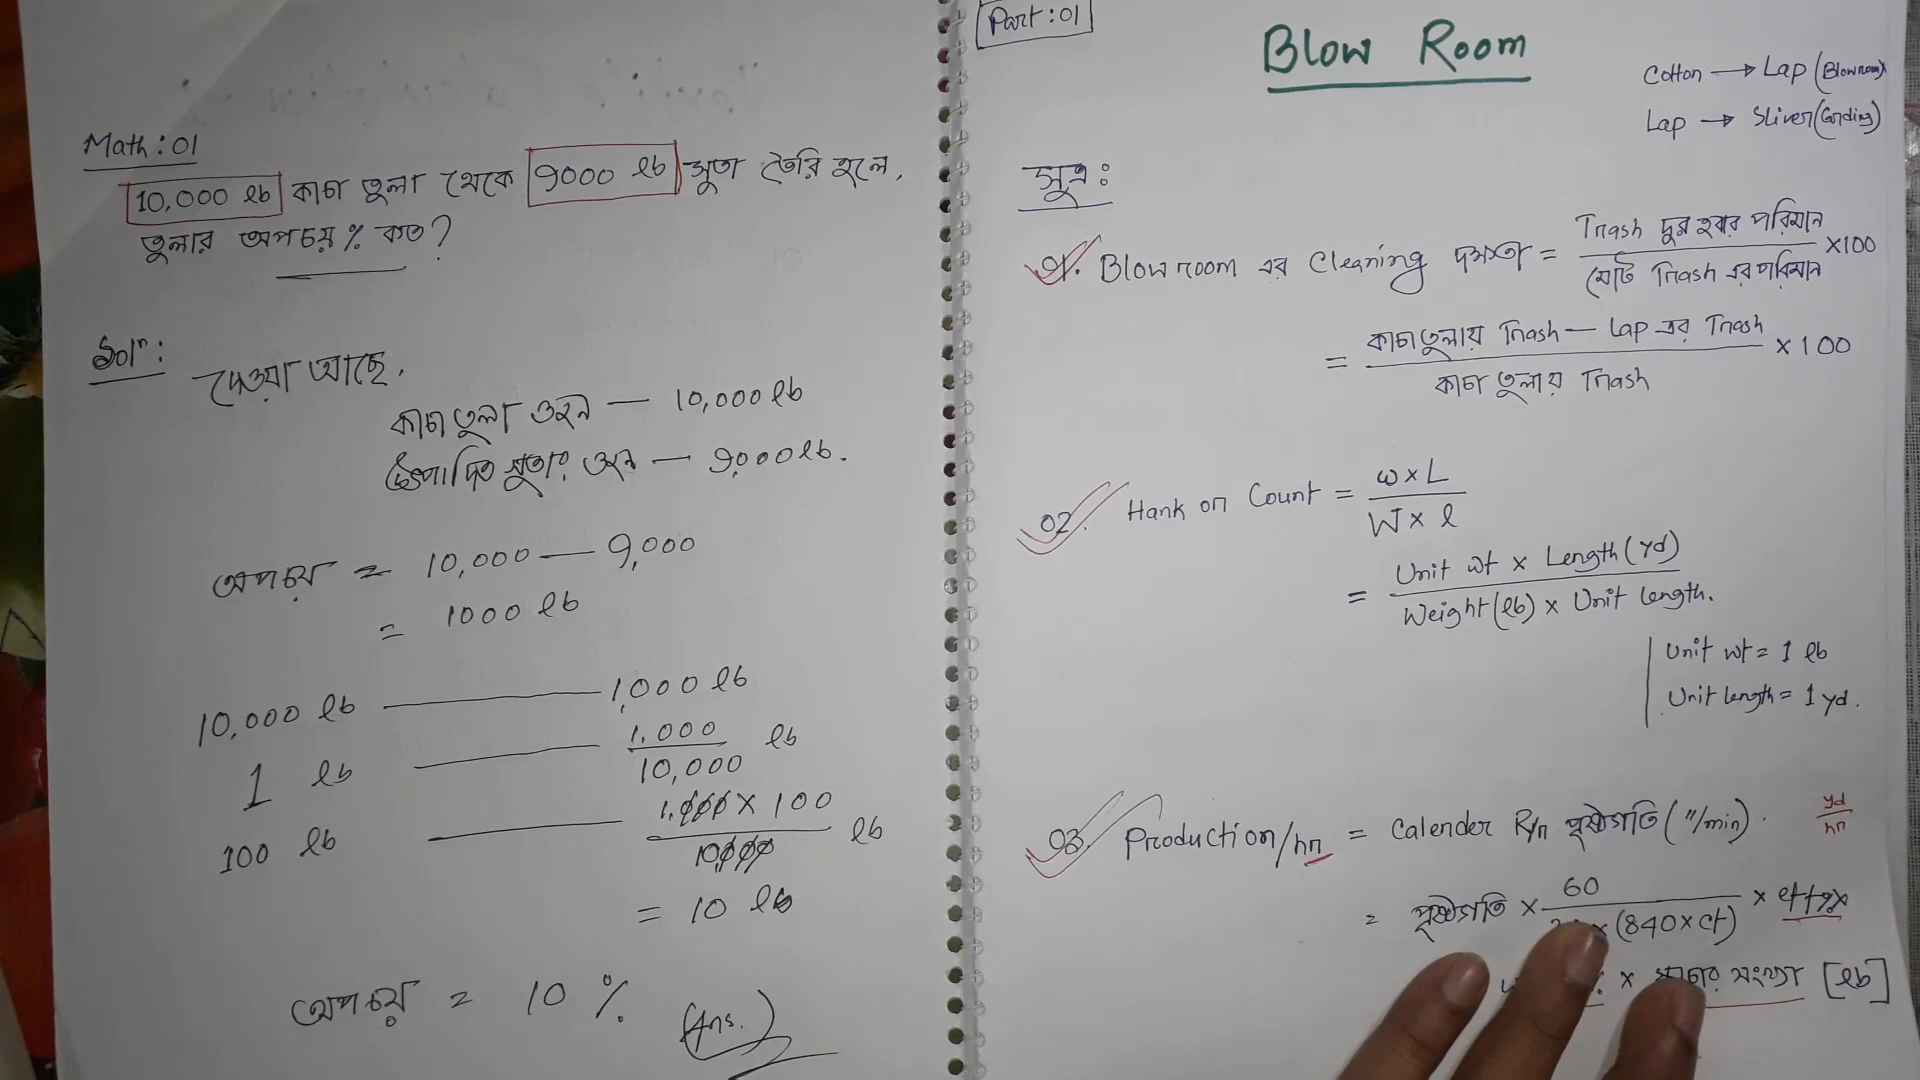 Math : 01
10,000 lb কাচা তুলা থেকে 9000 lb সুতা তৈরি হলে,
তুলার অপচয় % কত?
Solⁿ :
দেওয়া আছে,
কাচা তুলা ওজন — 10,000 lb
উৎপাদিত সুতার ওজন — 9,000 lb.
অপচয় = 10,000 — 9,000
= 1000 lb
10,000 lb — 1,000 lb
1 lb — 1,000 / 10,000 lb
100 lb — 1,000 × 100 / 10,000 lb
= 10 lb
অপচয় = 10 % (Ans.)
Part : 01
Blow Room
Cotton → Lap (Blowroom)
Lap → Sliver (Carding)
সূত্র :
01. Blow room এর Cleaning দক্ষতা = Trash দূর হবার পরিমান / মোট Trash এর পরিমান × 100
= কাচা তুলায় Trash — Lap এর Trash / কাচা তুলায় Trash × 100
02. Hank or Count = w × L / W × l
= Unit wt × Length (yd) / Weight (lb) × Unit length.
Unit wt = 1 lb
Unit length = 1 yd.
03. Production/hr = Calender R/r পৃষ্ঠগতি ("/min). yd/hr
= পৃষ্ঠগতি × 60 / × (840 × ct) × eff%
× সংখ্যা [lb]